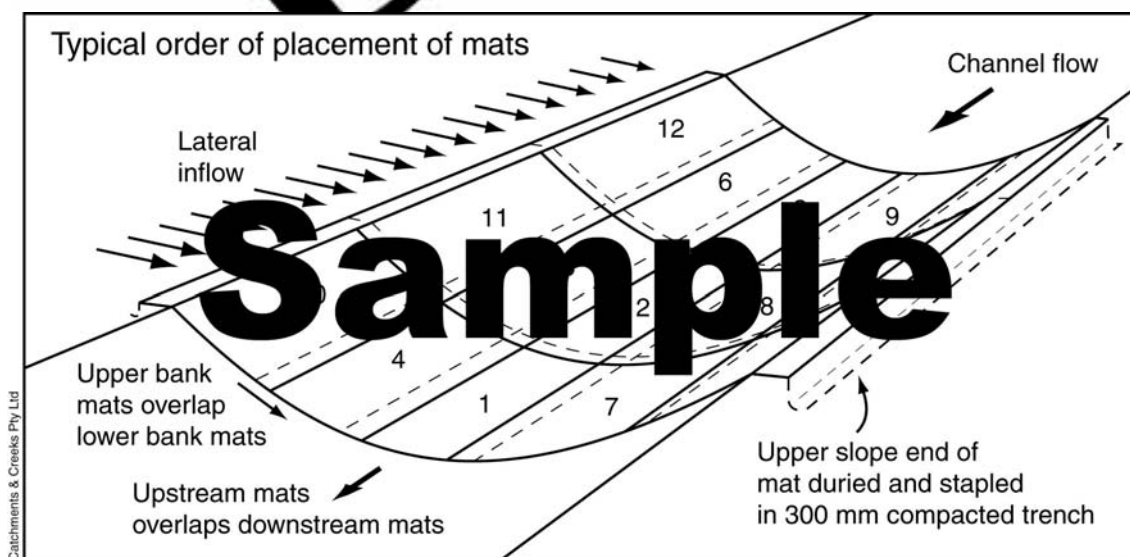 Typical order of placement of mats
Channel flow
Lateral
inflow
12
6
9
11
Sample
2
8
4
1
7
Upper bank
mats overlap
lower bank mats
Upstream mats
overlaps downstream mats
Upper slope end of
mat duried and stapled
in 300 mm compacted trench
Catchments & Creeks Pty Ltd